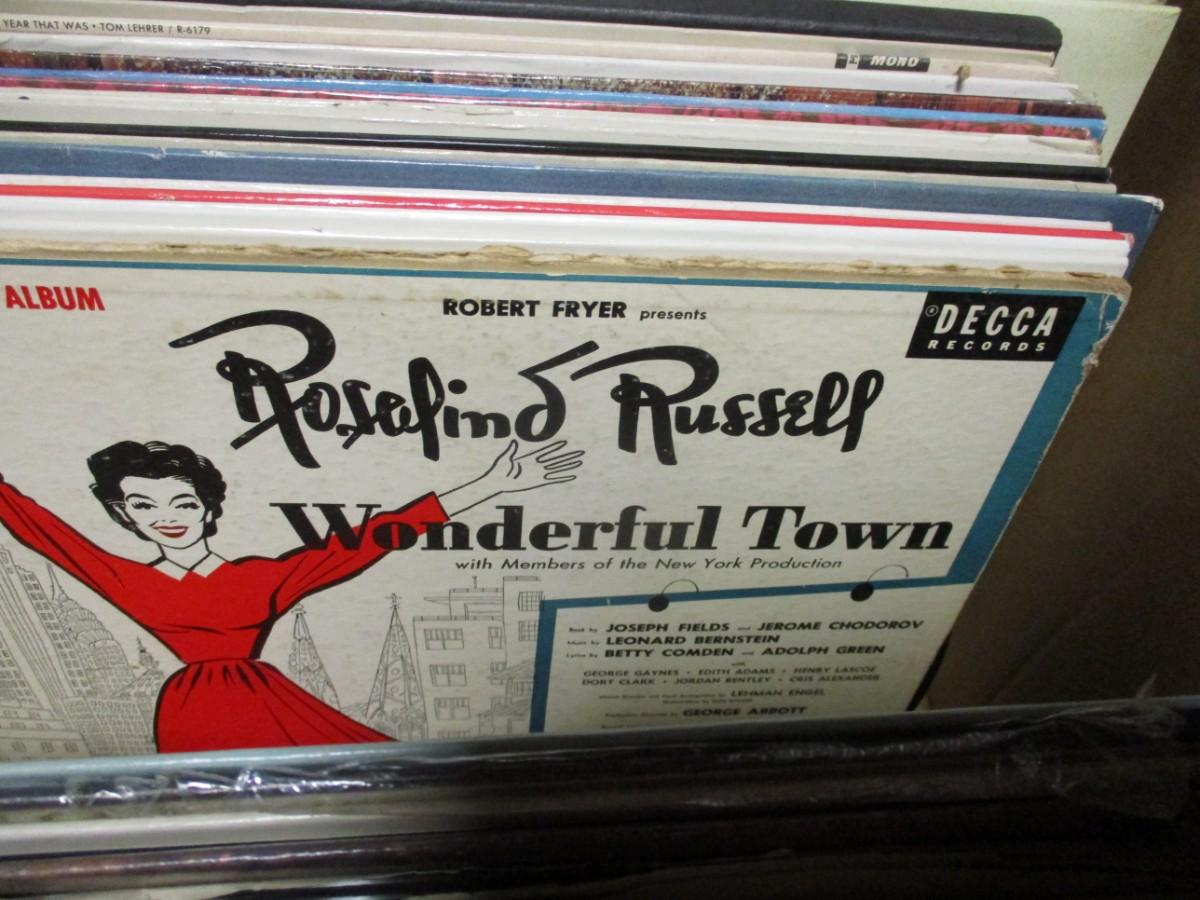 YEAR THAT WAS • TOM LEHRER / R-6179
MONO
ALBUM
ROBERT FRYER presents
DECCA
RECORDS
Rosalind Russell
Wonderful Town
with Members of the New York Production
Book by JOSEPH FIELDS and JEROME CHODOROV
Music by LEONARD BERNSTEIN
Lyrics by BETTY COMDEN and ADOLPH GREEN
with
GEORGE GAYNES • EDITH ADAMS • HENRY LASCOE
DORT CLARK • JORDAN BENTLEY • CRIS ALEXANDER
LEHMAN ENGEL
Production Directed by GEORGE ABBOTT